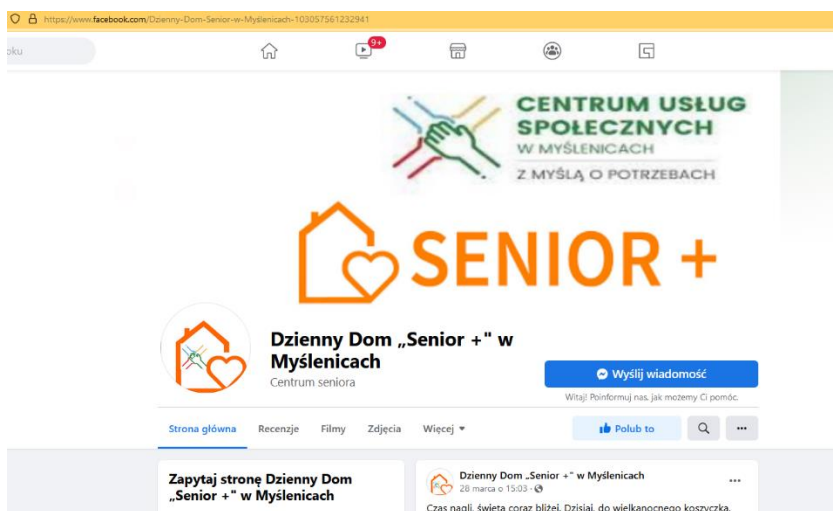 https://www.facebook.com/Dzienny-Dom-Senior-w-Myślenicach-103057561232941
oku
9+
CENTRUM USŁUG
SPOŁECZNYCH
W MYŚLENICACH
Z MYŚLĄ O POTRZEBACH
SENIOR +
Dzienny Dom „Senior +" w
Myślenicach
Centrum seniora
Wyślij wiadomość
Witaj! Poinformuj nas, jak możemy Ci pomóc.
Strona główna Recenzje Filmy Zdjęcia Więcej
Polub to
Zapytaj stronę Dzienny Dom
„Senior +" w Myślenicach
Dzienny Dom „Senior +" w Myślenicach
28 marca o 15:03
Czas nagli, święta coraz bliżej. Dzisiaj, do wielkanocnego koszyczka,